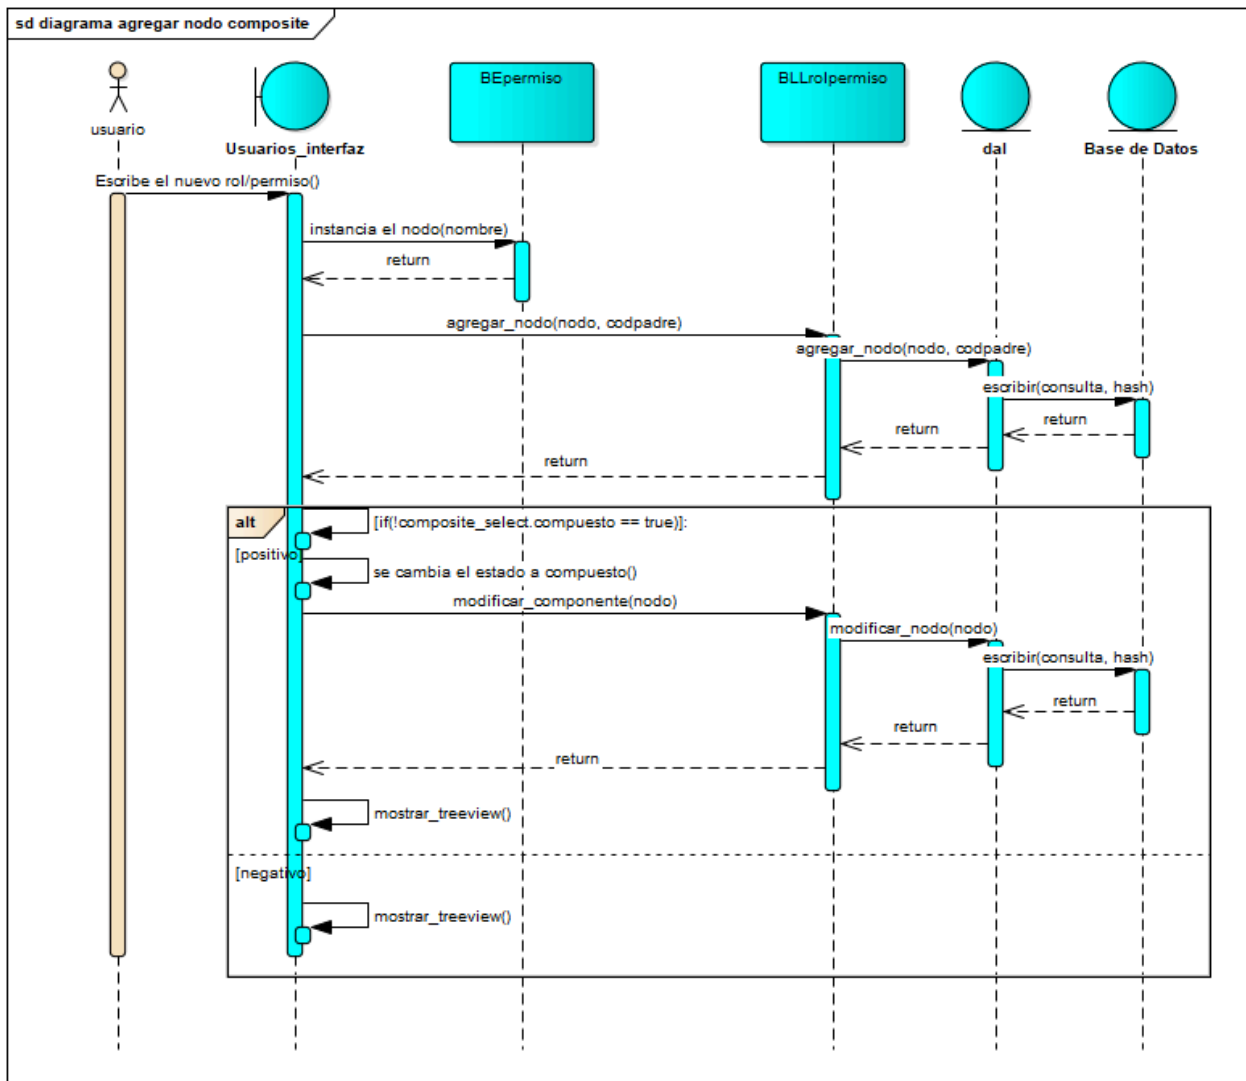 sd diagrama agregar nodo composite
usuario
Usuarios_interfaz
BEpermiso
BLLrolpermiso
dal
Base de Datos
Escribe el nuevo rol/permiso()
instancia el nodo(nombre)
return
agregar_nodo(nodo, codpadre)
agregar_nodo(nodo, codpadre)
escribir(consulta, hash)
return
return
return
alt
[if(!composite_select.compuesto == true)]:
[positivo]
se cambia el estado a compuesto()
modificar_componente(nodo)
modificar_nodo(nodo)
escribir(consulta, hash)
return
return
return
mostrar_treeview()
[negativo]
mostrar_treeview()